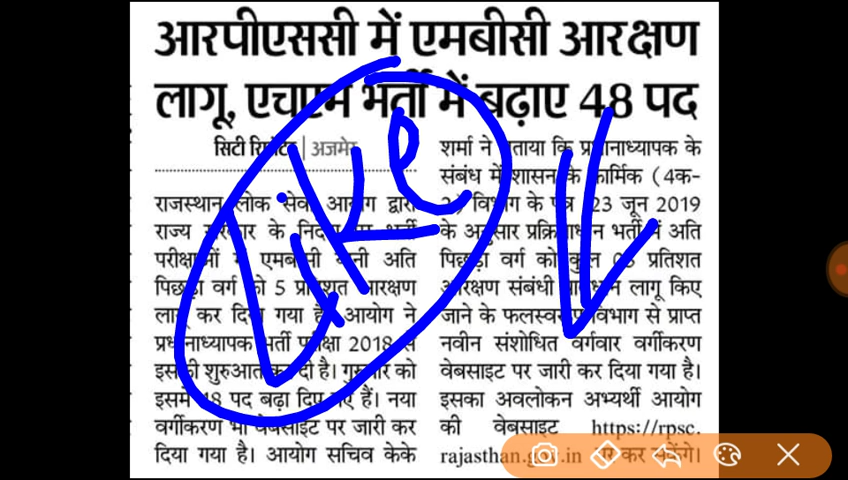 आरपीएससी में एमबीसी आरक्षण
लागू, एचएम भर्ती में बढ़ाए 48 पद
सिटी रिपोर्टर | अजमेर
राजस्थान लोक सेवा आयोग द्वारा
राज्य सरकार के निर्देश पर भर्ती
परीक्षाओं में एमबीसी यानी अति
पिछड़ा वर्ग को 5 प्रतिशत आरक्षण
लागू कर दिया गया है। आयोग ने
प्रधानाध्यापक भर्ती परीक्षा 2018 से
इसकी शुरुआत कर दी है। गुरुवार को
इसमें 48 पद बढ़ा दिए गए हैं। नया
वर्गीकरण भी वेबसाइट पर जारी कर
दिया गया है। आयोग सचिव केके
शर्मा ने बताया कि प्रधानाध्यापक के
संबंध में शासन के कार्मिक (4क-
2) विभाग के पत्र 23 जून 2019
के अनुसार प्रक्रियाधीन भर्ती में अति
पिछड़ा वर्ग को कुल 05 प्रतिशत
आरक्षण संबंधी प्रावधान लागू किए
जाने के फलस्वरूप विभाग से प्राप्त
नवीन संशोधित वर्गवार वर्गीकरण
वेबसाइट पर जारी कर दिया गया है।
इसका अवलोकन अभ्यर्थी आयोग
की वेबसाइट https://rpsc.
rajasthan.gov.in पर कर सकेंगे।
Like